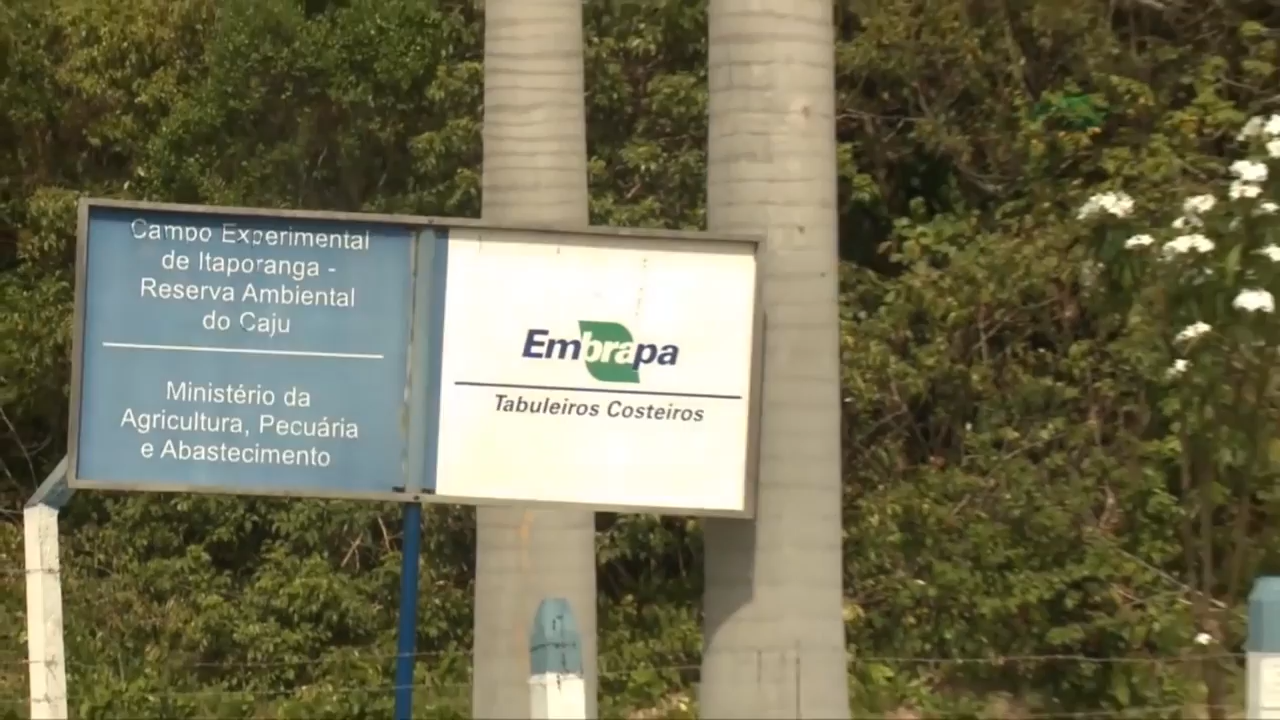 Campo Experimental
de Itaporanga -
Reserva Ambiental
do Caju
Ministério da
Agricultura, Pecuária
e Abastecimento
Embrapa
Tabuleiros Costeiros